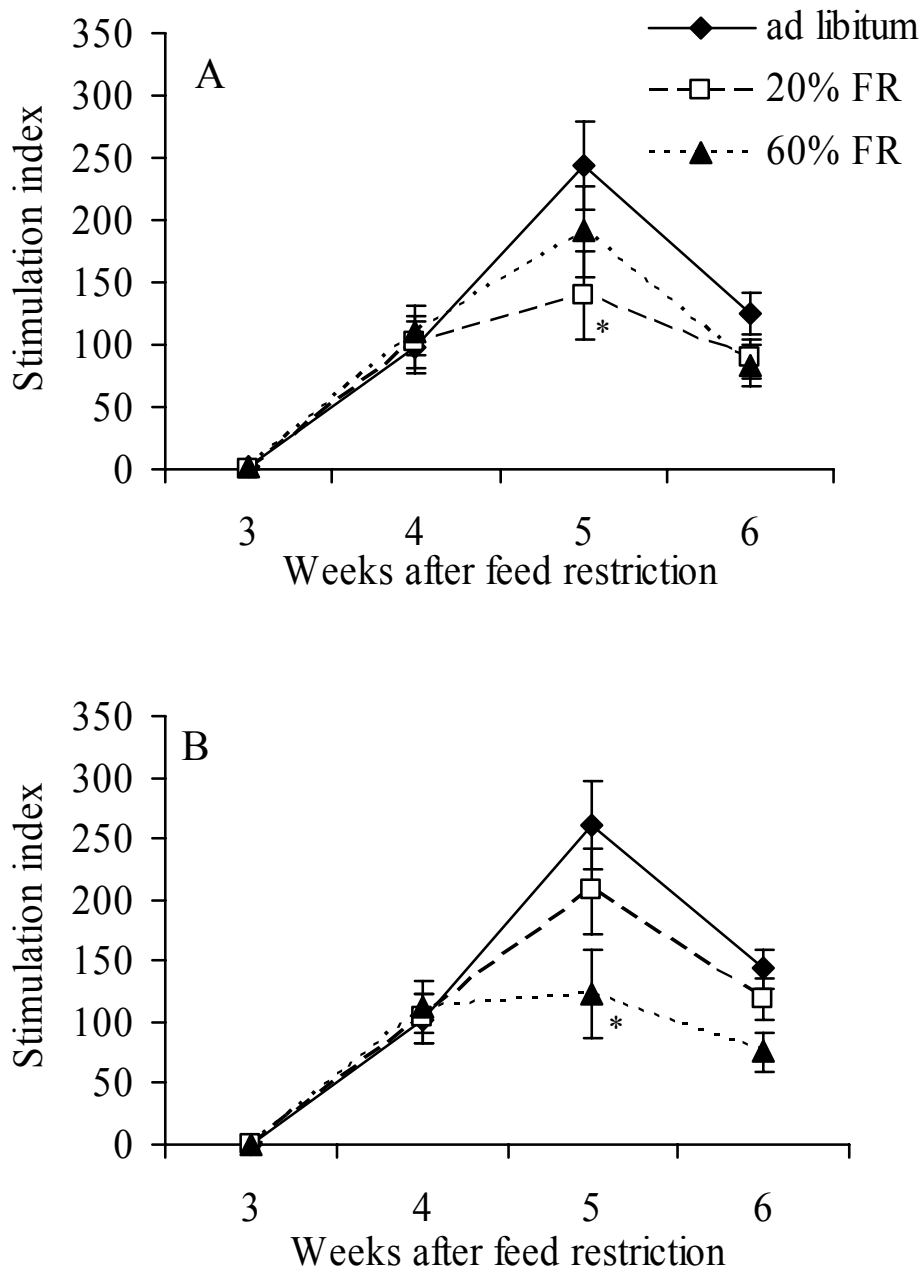 ad libitum
20% FR
60% FR
A
350
300
250
200
150
100
50
0
Stimulation index
3 4 5 6
*
Weeks after feed restriction
B
350
300
250
200
150
100
50
0
Stimulation index
*
3 4 5 6
Weeks after feed restriction